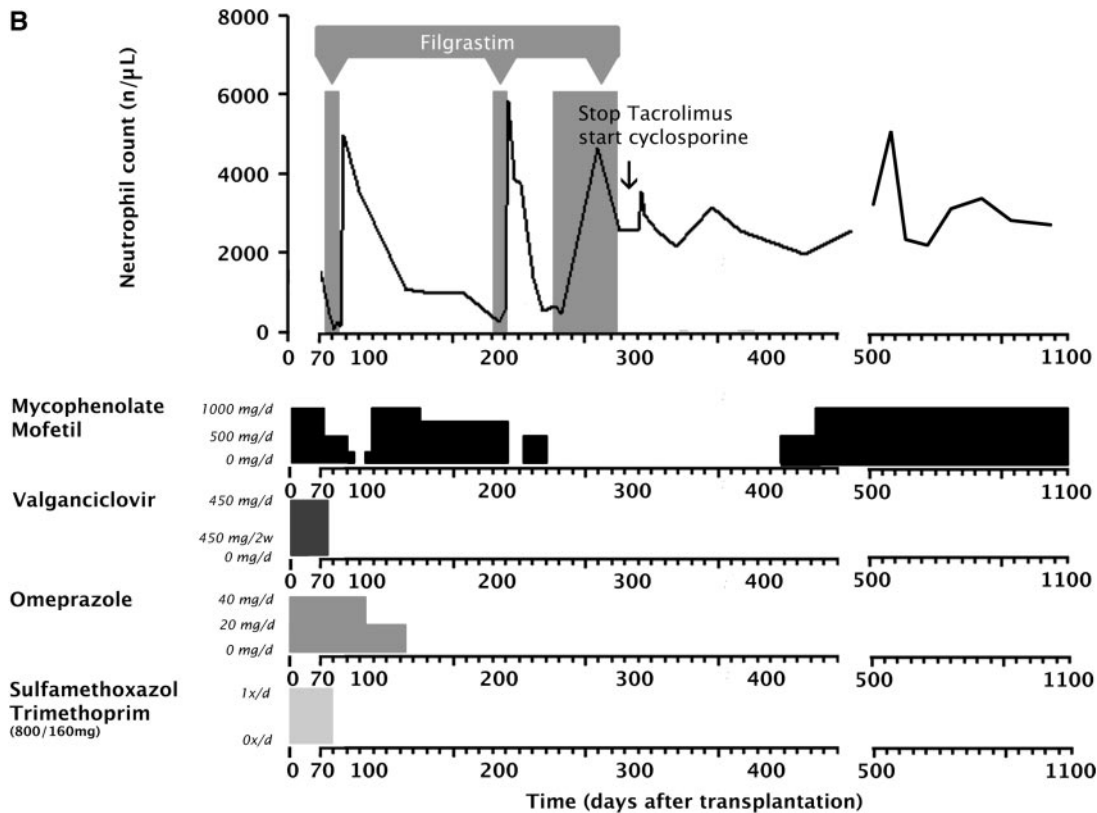 B
Neutrophil count (n/µL)
8000
6000
4000
2000
0
Filgrastim
Stop Tacrolimus
start cyclosporine
0 70 100 200 300 400 500 1100
Mycophenolate
Mofetil
1000 mg/d
500 mg/d
0 mg/d
0 70 100 200 300 400 500 1100
Valganciclovir
450 mg/d
450 mg/2w
0 mg/d
0 70 100 200 300 400 500 1100
Omeprazole
40 mg/d
20 mg/d
0 mg/d
0 70 100 200 300 400 500 1100
Sulfamethoxazol
Trimethoprim
(800/160mg)
1x/d
0x/d
0 70 100 200 300 400 500 1100
Time (days after transplantation)